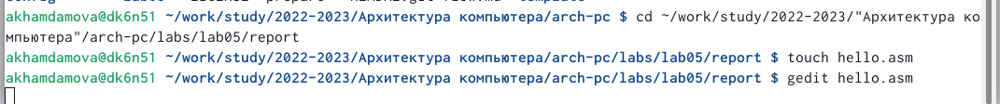 akhamdamova@dk6n51 ~/work/study/2022-2023/Архитектура компьютера/arch-pc $ cd ~/work/study/2022-2023/"Архитектура ко
мпьютера"/arch-pc/labs/lab05/report
akhamdamova@dk6n51 ~/work/study/2022-2023/Архитектура компьютера/arch-pc/labs/lab05/report $ touch hello.asm
akhamdamova@dk6n51 ~/work/study/2022-2023/Архитектура компьютера/arch-pc/labs/lab05/report $ gedit hello.asm